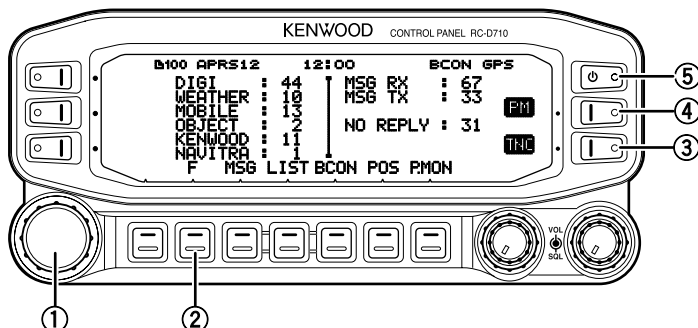 KENWOOD CONTROL PANEL RC-D710
100 APRS12 12:00 BCON GPS
DIGI : 44 MSG RX : 67
WEATHER : 10 MSG TX : 33
MOBILE : 13
OBJECT : 2 NO REPLY : 31
KENWOOD : 11
NAVITRA : 1
PM
TNC
F MSG LIST BCON POS P.MON
VOL
SQL
5
4
3
1
2